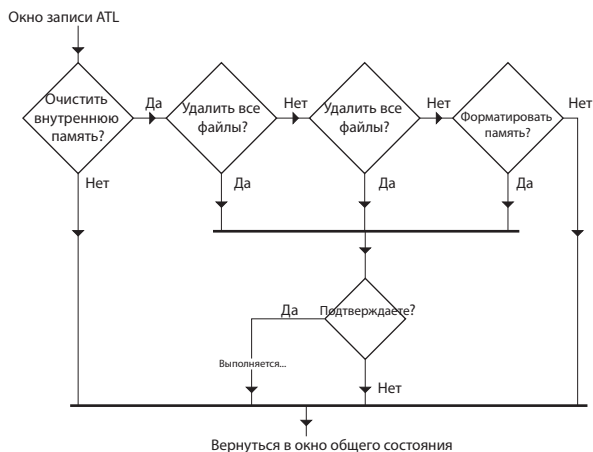 Окно записи ATL
Очистить
внутреннюю
память?
Да
Удалить все
файлы?
Нет
Удалить все
файлы?
Нет
Форматировать
память?
Нет
Нет
Да
Да
Да
Подтверждаете?
Да
Выполняется...
Нет
Вернуться в окно общего состояния